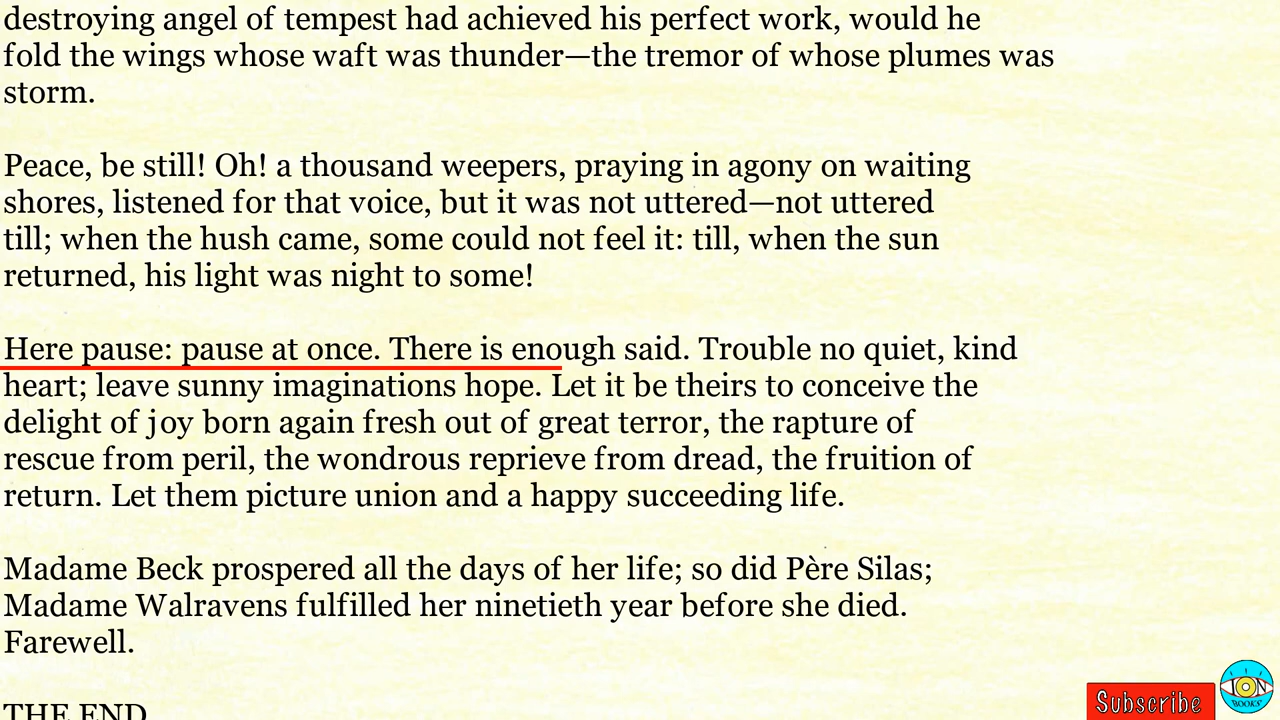 destroying angel of tempest had achieved his perfect work, would he
fold the wings whose waft was thunder—the tremor of whose plumes was
storm.
Peace, be still! Oh! a thousand weepers, praying in agony on waiting
shores, listened for that voice, but it was not uttered—not uttered
till; when the hush came, some could not feel it: till, when the sun
returned, his light was night to some!
Here pause: pause at once. There is enough said. Trouble no quiet, kind
heart; leave sunny imaginations hope. Let it be theirs to conceive the
delight of joy born again fresh out of great terror, the rapture of
rescue from peril, the wondrous reprieve from dread, the fruition of
return. Let them picture union and a happy succeeding life.
Madame Beck prospered all the days of her life; so did Père Silas;
Madame Walravens fulfilled her ninetieth year before she died.
Farewell.
THE END
Subscribe
ION
BOOKS